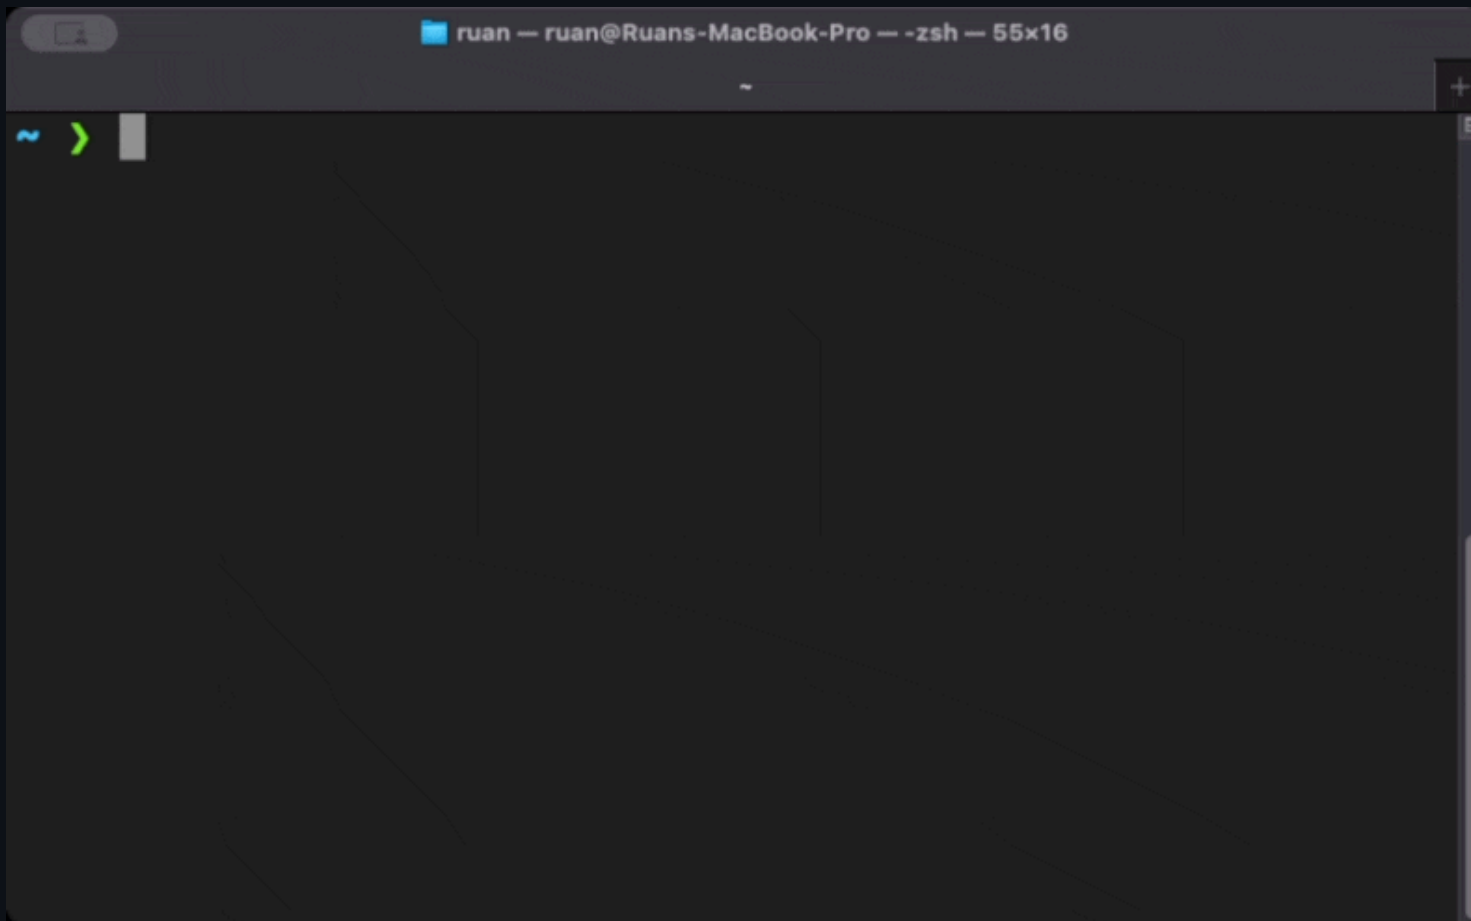 ruan — ruan@Ruans-MacBook-Pro — -zsh — 55×16
~
+
~ ❯